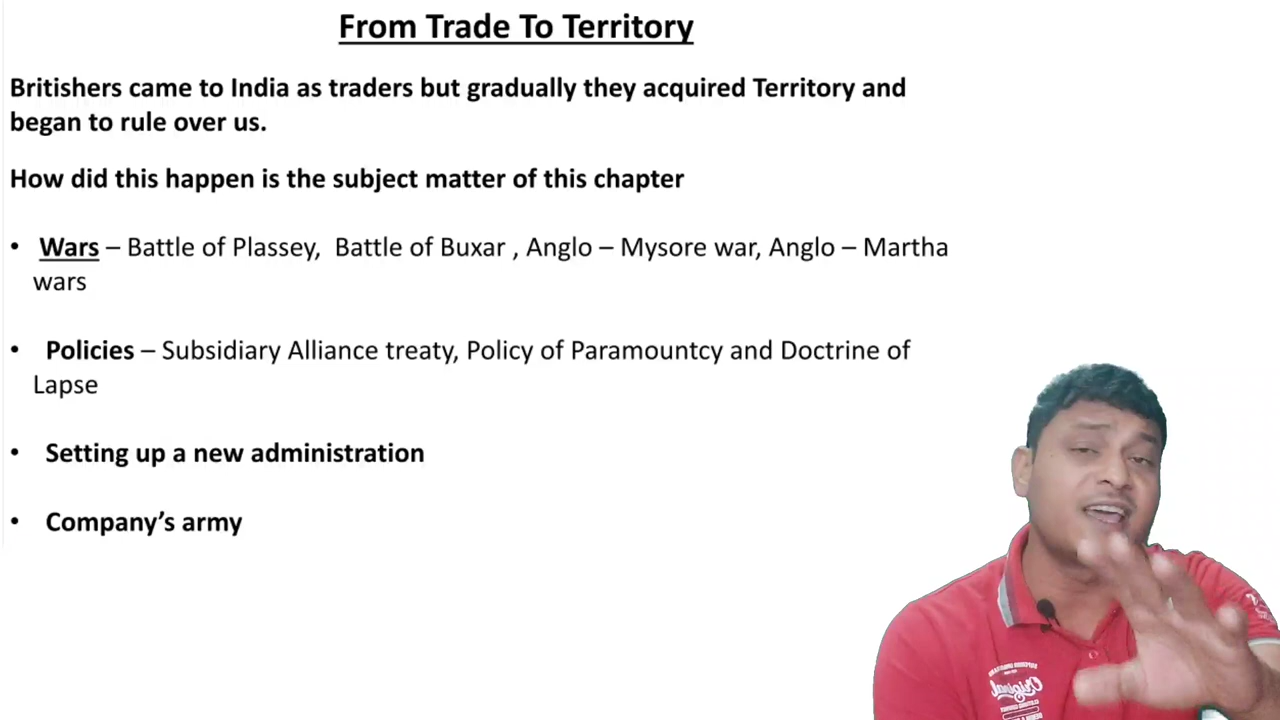 From Trade To Territory
Britishers came to India as traders but gradually they acquired Territory and
began to rule over us.
How did this happen is the subject matter of this chapter
• Wars – Battle of Plassey, Battle of Buxar , Anglo – Mysore war, Anglo – Martha
wars
• Policies – Subsidiary Alliance treaty, Policy of Paramountcy and Doctrine of
Lapse
• Setting up a new administration
• Company’s army
Original